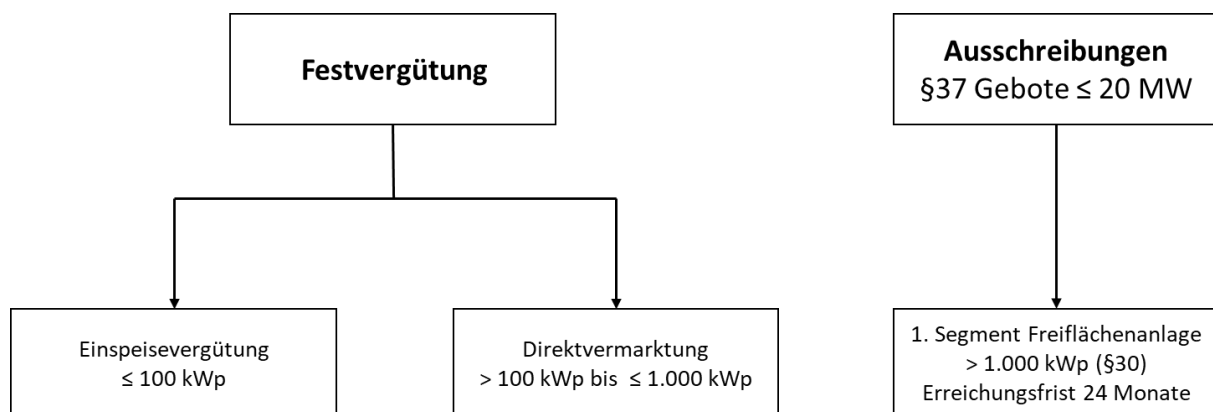 Festvergütung
Ausschreibungen
§37 Gebote ≤ 20 MW
Einspeisevergütung
≤ 100 kWp
Direktvermarktung
> 100 kWp bis ≤ 1.000 kWp
1. Segment Freiflächenanlage
> 1.000 kWp (§30)
Erreichungsfrist 24 Monate